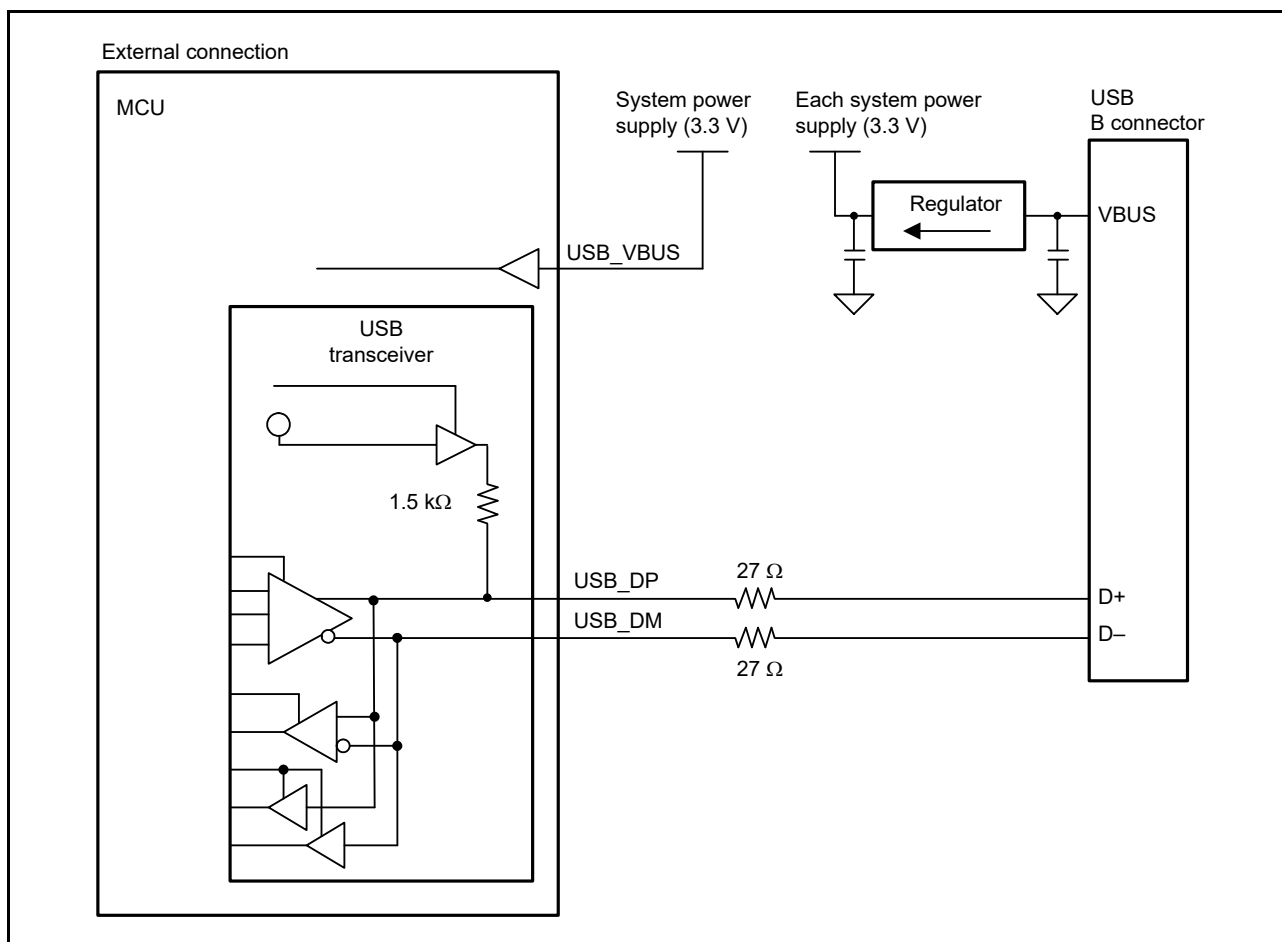 External connection
MCU
System power
supply (3.3 V)
Each system power
supply (3.3 V)
USB
B connector
Regulator
VBUS
USB_VBUS
USB
transceiver
1.5 kΩ
USB_DP
27 Ω
D+
USB_DM
D–
27 Ω